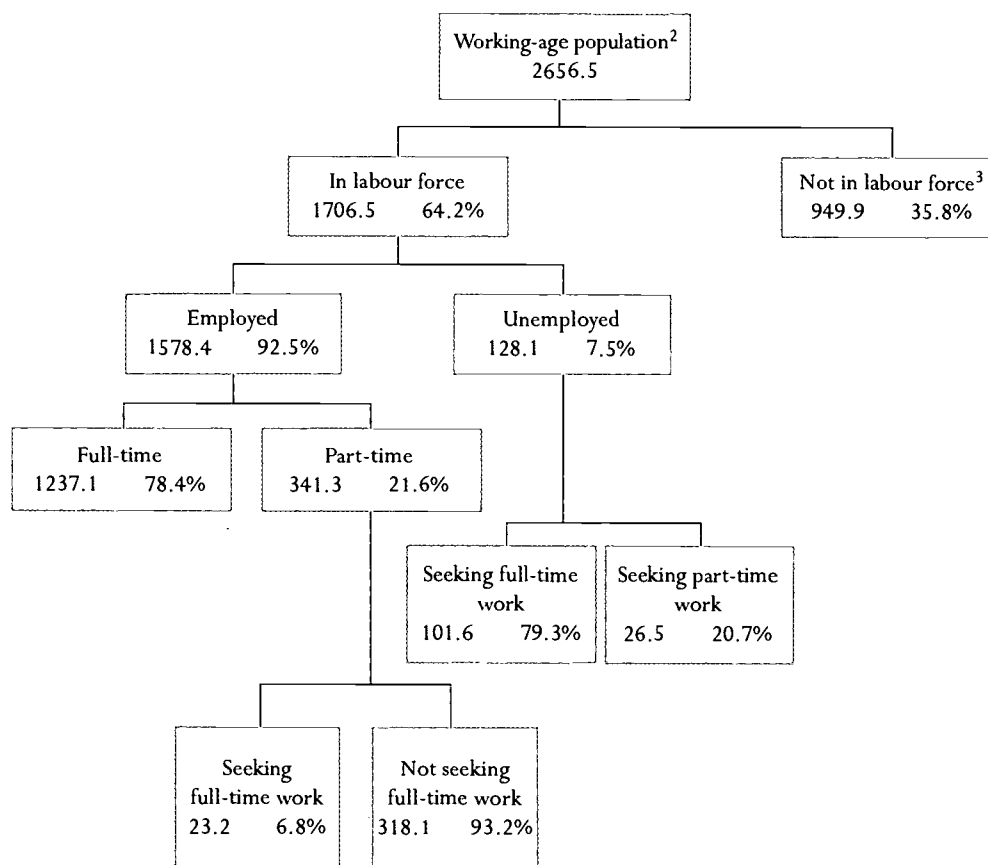 Working-age population²
2656.5
In labour force
1706.5 64.2%
Not in labour force³
949.9 35.8%
Employed
1578.4 92.5%
Unemployed
128.1 7.5%
Full-time
1237.1 78.4%
Part-time
341.3 21.6%
Seeking full-time
work
101.6 79.3%
Seeking part-time
work
26.5 20.7%
Seeking
full-time work
23.2 6.8%
Not seeking
full-time work
318.1 93.2%